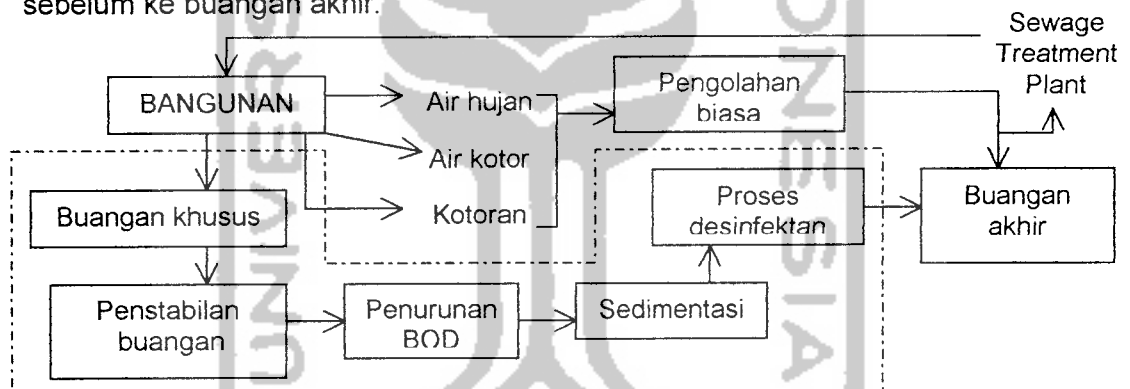 sebelum ke buangan akhir.
Sewage
Treatment
Plant
BANGUNAN
Air hujan
Air kotor
Kotoran
Pengolahan
biasa
Buangan khusus
Proses
desinfektan
Buangan
akhir
Penstabilan
buangan
Penurunan
BOD
Sedimentasi